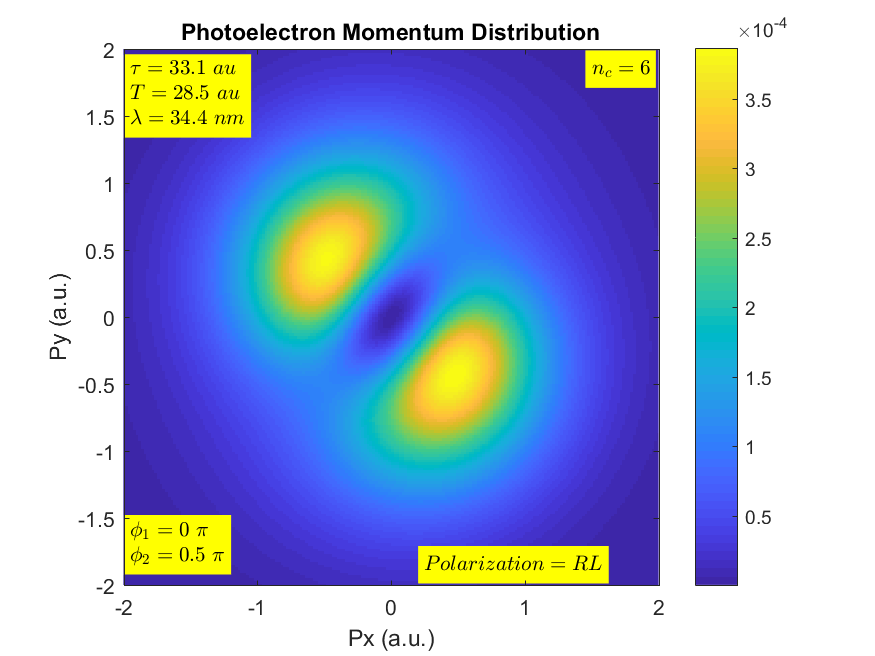 Photoelectron Momentum Distribution
×10⁻⁴
τ = 33.1 au
T = 28.5 au
λ = 34.4 nm
n_c = 6
2
1.5
1
0.5
0
-0.5
-1
-1.5
-2
Py (a.u.)
3.5
3
2.5
2
1.5
1
0.5
ϕ₁ = 0 π
ϕ₂ = 0.5 π
Polarization = RL
-2
-1
0
1
2
Px (a.u.)